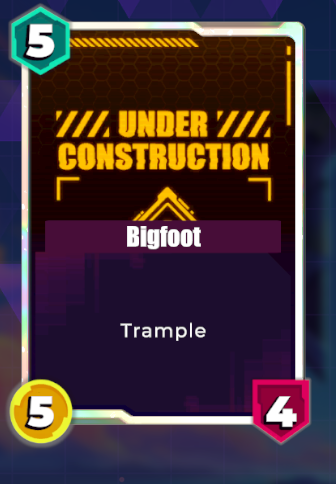 5
UNDER
CONSTRUCTION
Bigfoot
Trample
5
4